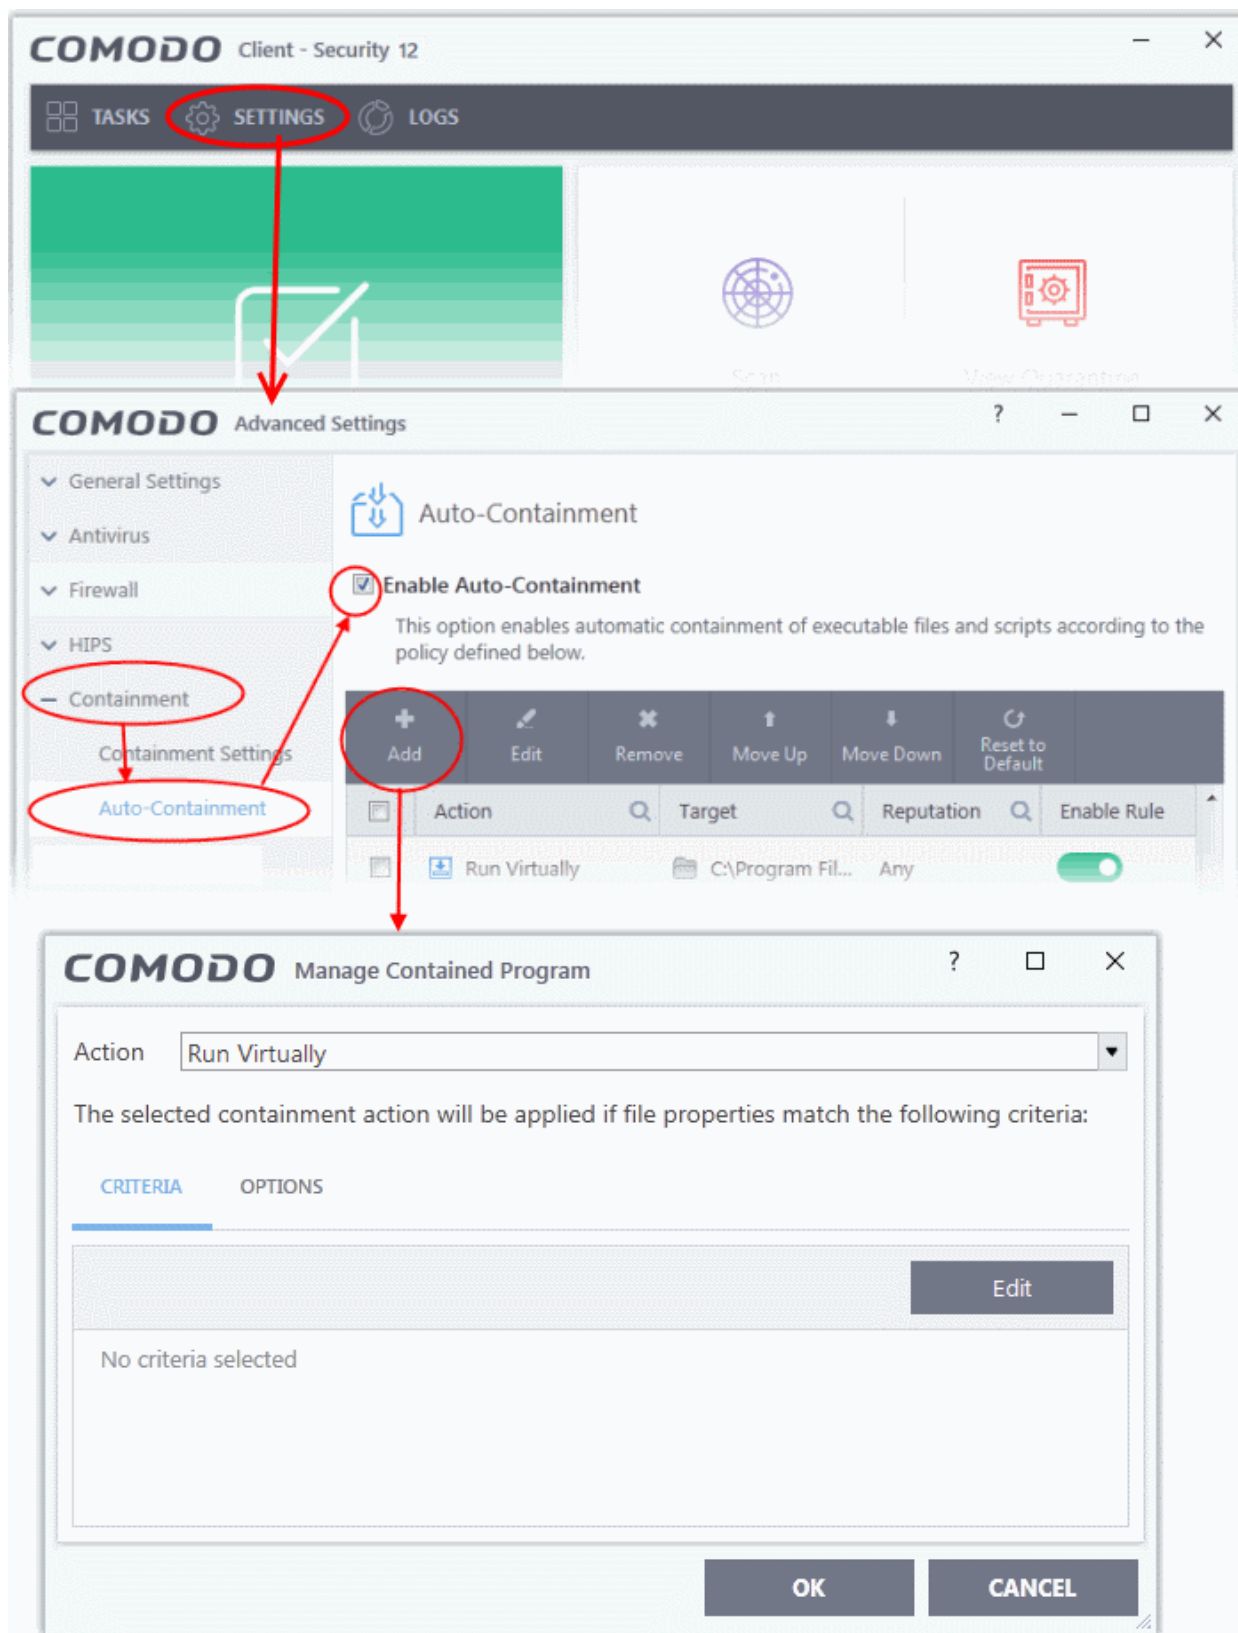 COMODO Client - Security 12
TASKS SETTINGS LOGS
Scan View Quarantine
COMODO Advanced Settings ?
General Settings
Antivirus
Firewall
HIPS
Containment
Containment Settings
Auto-Containment
Auto-Containment
Enable Auto-Containment
This option enables automatic containment of executable files and scripts according to the
policy defined below.
Add Edit Remove Move Up Move Down Reset to
Default
Action Target Reputation Enable Rule
Run Virtually C:\Program Fil... Any
COMODO Manage Contained Program ?
Action Run Virtually
The selected containment action will be applied if file properties match the following criteria:
CRITERIA OPTIONS
Edit
No criteria selected
OK CANCEL